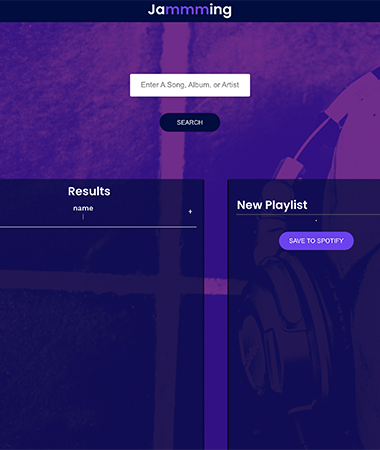 Jammming
Enter A Song, Album, or Artist
SEARCH
Results
name
|
+
New Playlist
SAVE TO SPOTIFY